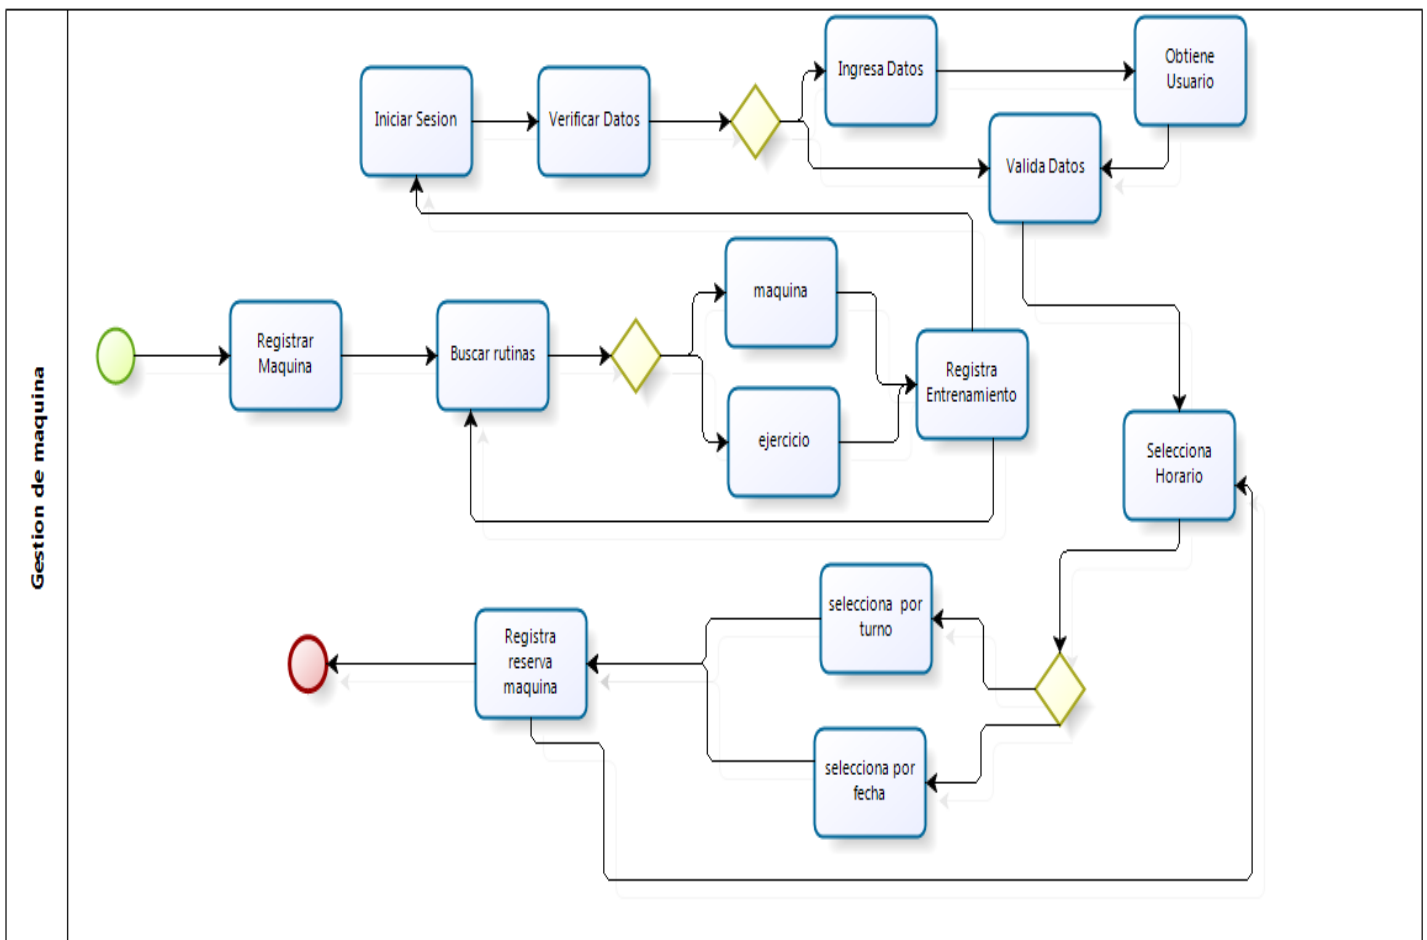 Gestion de maquina
Iniciar Sesion
Verificar Datos
Ingresa Datos
Obtiene
Usuario
Valida Datos
Registrar
Maquina
Buscar rutinas
maquina
ejercicio
Registra
Entrenamiento
Selecciona
Horario
selecciona por
turno
selecciona por
fecha
Registra
reserva
maquina